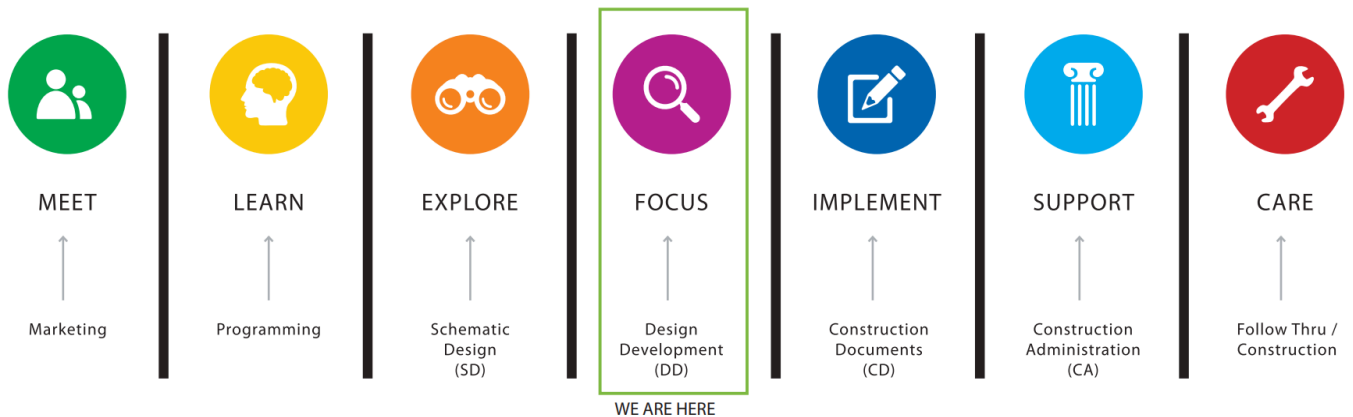 MEET
LEARN
EXPLORE
FOCUS
IMPLEMENT
SUPPORT
CARE
Marketing
Programming
Schematic
Design
(SD)
Design
Development
(DD)
Construction
Documents
(CD)
Construction
Administration
(CA)
Follow Thru /
Construction
WE ARE HERE